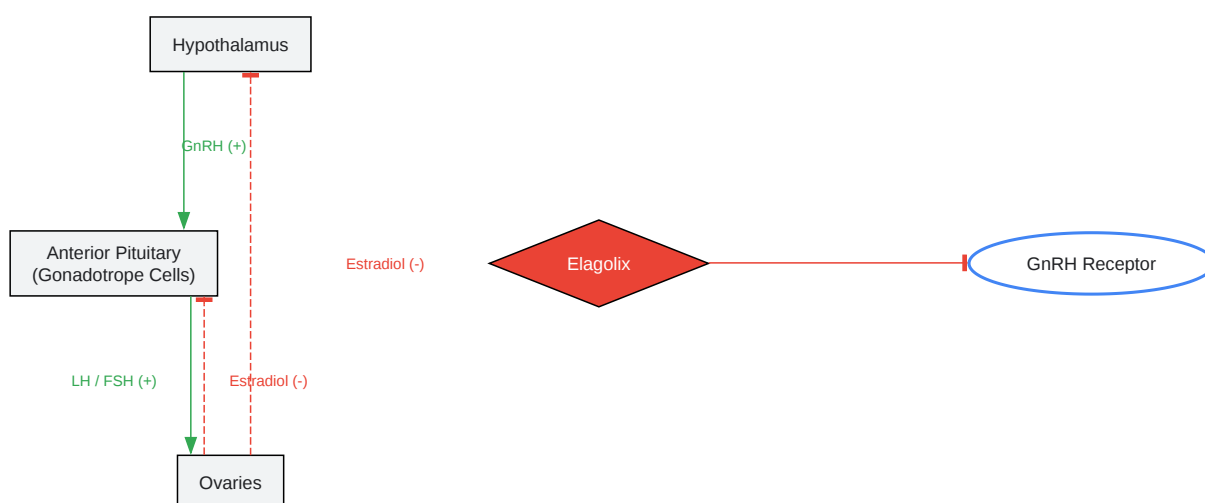 Hypothalamus
GnRH (+)
Anterior Pituitary
(Gonadotrope Cells)
Estradiol (-)
Elagolix
GnRH Receptor
LH / FSH (+)
Estradiol (-)
Ovaries